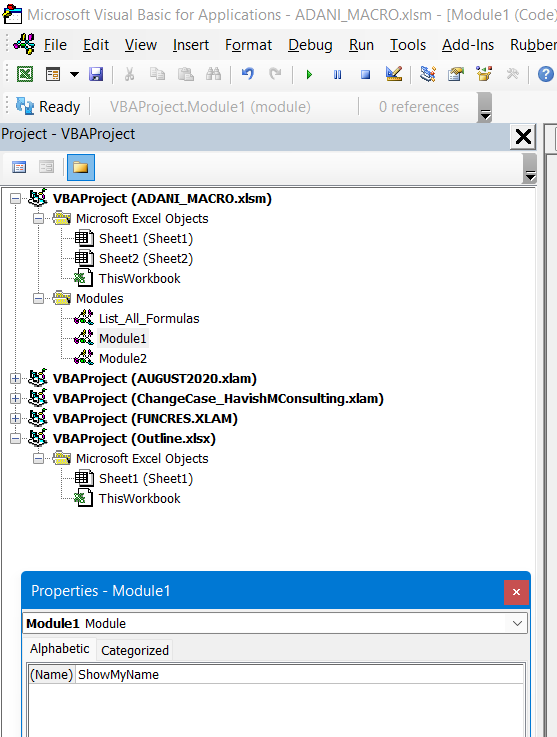 Microsoft Visual Basic for Applications - ADANI_MACRO.xlsm - [Module1 (Code)
File Edit View Insert Format Debug Run Tools Add-Ins Rubber
Ready VBAProject.Module1 (module) 0 references
Project - VBAProject
VBAProject (ADANI_MACRO.xlsm)
Microsoft Excel Objects
Sheet1 (Sheet1)
Sheet2 (Sheet2)
ThisWorkbook
Modules
List_All_Formulas
Module1
Module2
VBAProject (AUGUST2020.xlam)
VBAProject (ChangeCase_HavishMConsulting.xlam)
VBAProject (FUNCRES.XLAM)
VBAProject (Outline.xlsx)
Microsoft Excel Objects
Sheet1 (Sheet1)
ThisWorkbook
Properties - Module1
Module1 Module
Alphabetic Categorized
(Name) ShowMyName